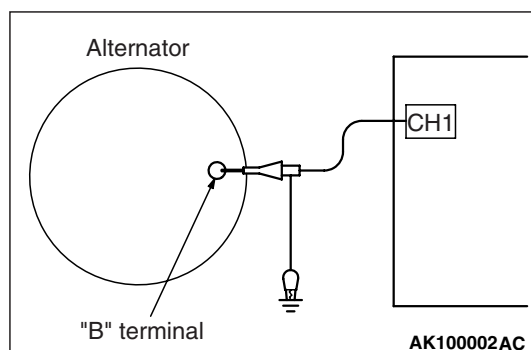 Alternator
CH1
"B" terminal
AK100002AC